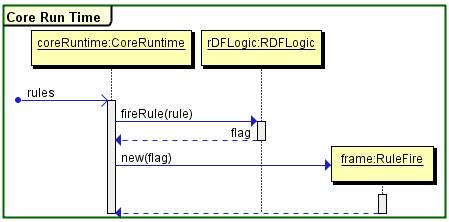 Core Run Time
coreRuntime:CoreRuntime
rDFLogic:RDFLogic
rules
fireRule(rule)
flag
new(flag)
frame:RuleFire